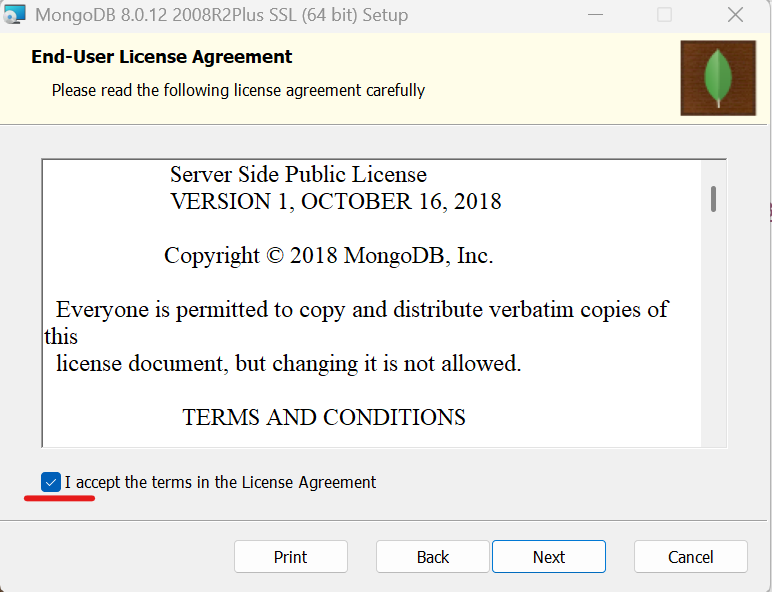 MongoDB 8.0.12 2008R2Plus SSL (64 bit) Setup
End-User License Agreement
Please read the following license agreement carefully
Server Side Public License
VERSION 1, OCTOBER 16, 2018
Copyright © 2018 MongoDB, Inc.
Everyone is permitted to copy and distribute verbatim copies of
this
license document, but changing it is not allowed.
TERMS AND CONDITIONS
I accept the terms in the License Agreement
Print
Back
Next
Cancel